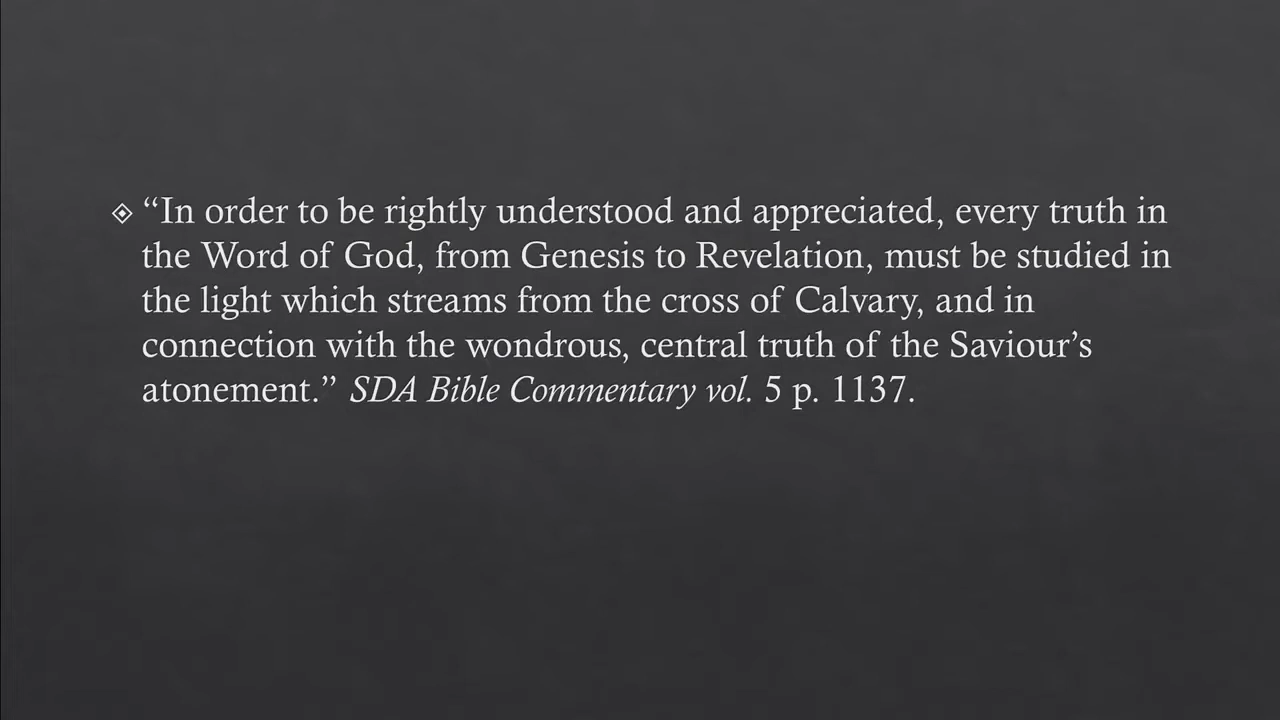 “In order to be rightly understood and appreciated, every truth in
the Word of God, from Genesis to Revelation, must be studied in
the light which streams from the cross of Calvary, and in
connection with the wondrous, central truth of the Saviour’s
atonement.” SDA Bible Commentary vol. 5 p. 1137.